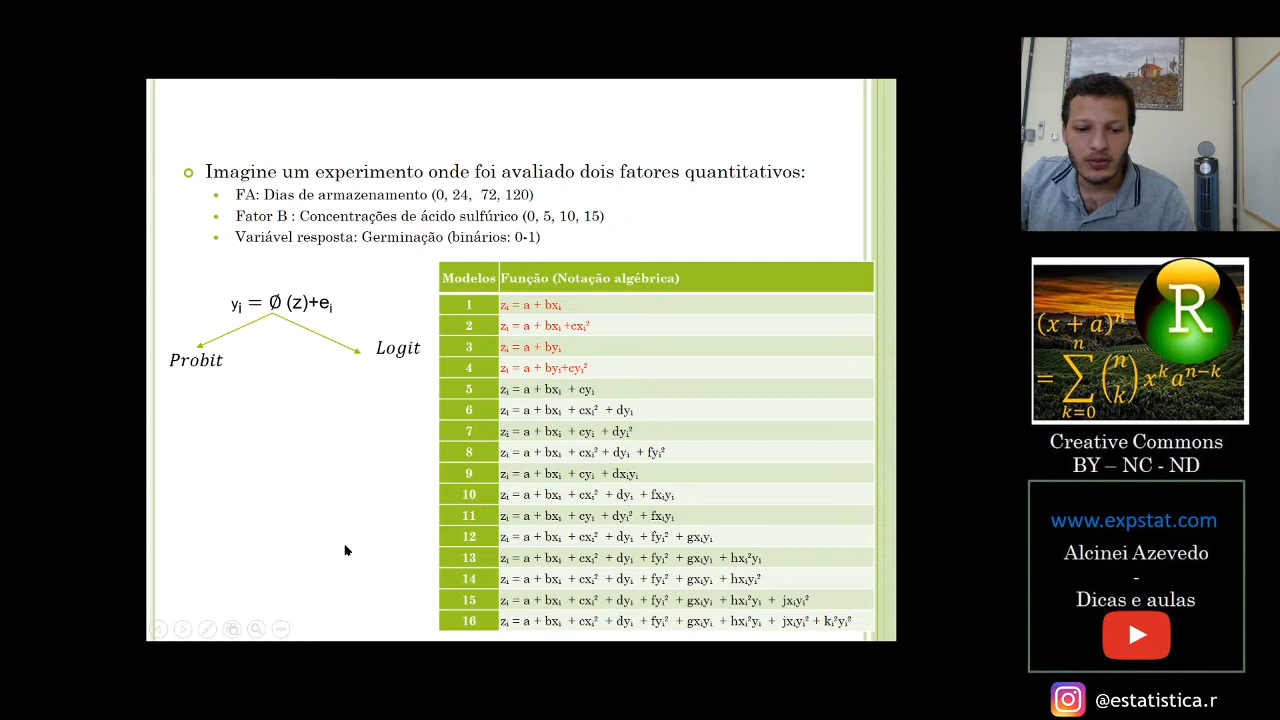 Imagine um experimento onde foi avaliado dois fatores quantitativos:
FA: Dias de armazenamento (0, 24, 72, 120)
Fator B : Concentrações de ácido sulfúrico (0, 5, 10, 15)
Variável resposta: Germinação (binários: 0-1)
yᵢ = Ø (z)+eᵢ
Probit
Logit
Modelos Função (Notação algébrica)
1 zᵢ = a + bxᵢ
2 zᵢ = a + bxᵢ +cxᵢ²
3 zᵢ = a + byᵢ
4 zᵢ = a + byᵢ+cyᵢ²
5 zᵢ = a + bxᵢ + cyᵢ
6 zᵢ = a + bxᵢ + cxᵢ² + dyᵢ
7 zᵢ = a + bxᵢ + cyᵢ + dyᵢ²
8 zᵢ = a + bxᵢ + cxᵢ² + dyᵢ + fyᵢ²
9 zᵢ = a + bxᵢ + cyᵢ + dxᵢyᵢ
10 zᵢ = a + bxᵢ + cxᵢ² + dyᵢ + fxᵢyᵢ
11 zᵢ = a + bxᵢ + cyᵢ + dyᵢ² + fxᵢyᵢ
12 zᵢ = a + bxᵢ + cxᵢ² + dyᵢ + fyᵢ² + gxᵢyᵢ
13 zᵢ = a + bxᵢ + cxᵢ² + dyᵢ + fyᵢ² + gxᵢyᵢ + hxᵢ²yᵢ
14 zᵢ = a + bxᵢ + cxᵢ² + dyᵢ + fyᵢ² + gxᵢyᵢ + hxᵢyᵢ²
15 zᵢ = a + bxᵢ + cxᵢ² + dyᵢ + fyᵢ² + gxᵢyᵢ + hxᵢ²yᵢ + jxᵢyᵢ²
16 zᵢ = a + bxᵢ + cxᵢ² + dyᵢ + fyᵢ² + gxᵢyᵢ + hxᵢ²yᵢ + jxᵢyᵢ² + kᵢ²yᵢ²
R
(x + a)ⁿ
= ∑ₖ₌₀ⁿ (n k) xᵏaⁿ⁻ᵏ
Creative Commons
BY – NC - ND
www.expstat.com
Alcinei Azevedo
-
Dicas e aulas
@estatistica.r